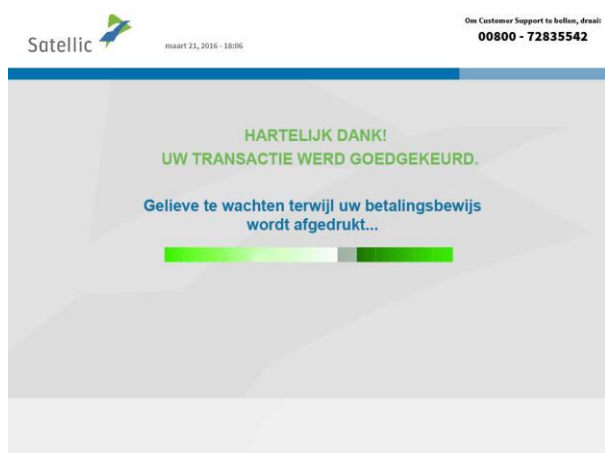 Om Customer Support te bellen, draai:
Satellic
maart 21, 2016 - 18:06
00800 - 72835542
HARTELIJK DANK!
UW TRANSACTIE WERD GOEDGEKEURD.
Gelieve te wachten terwijl uw betalingsbewijs
wordt afgedrukt...